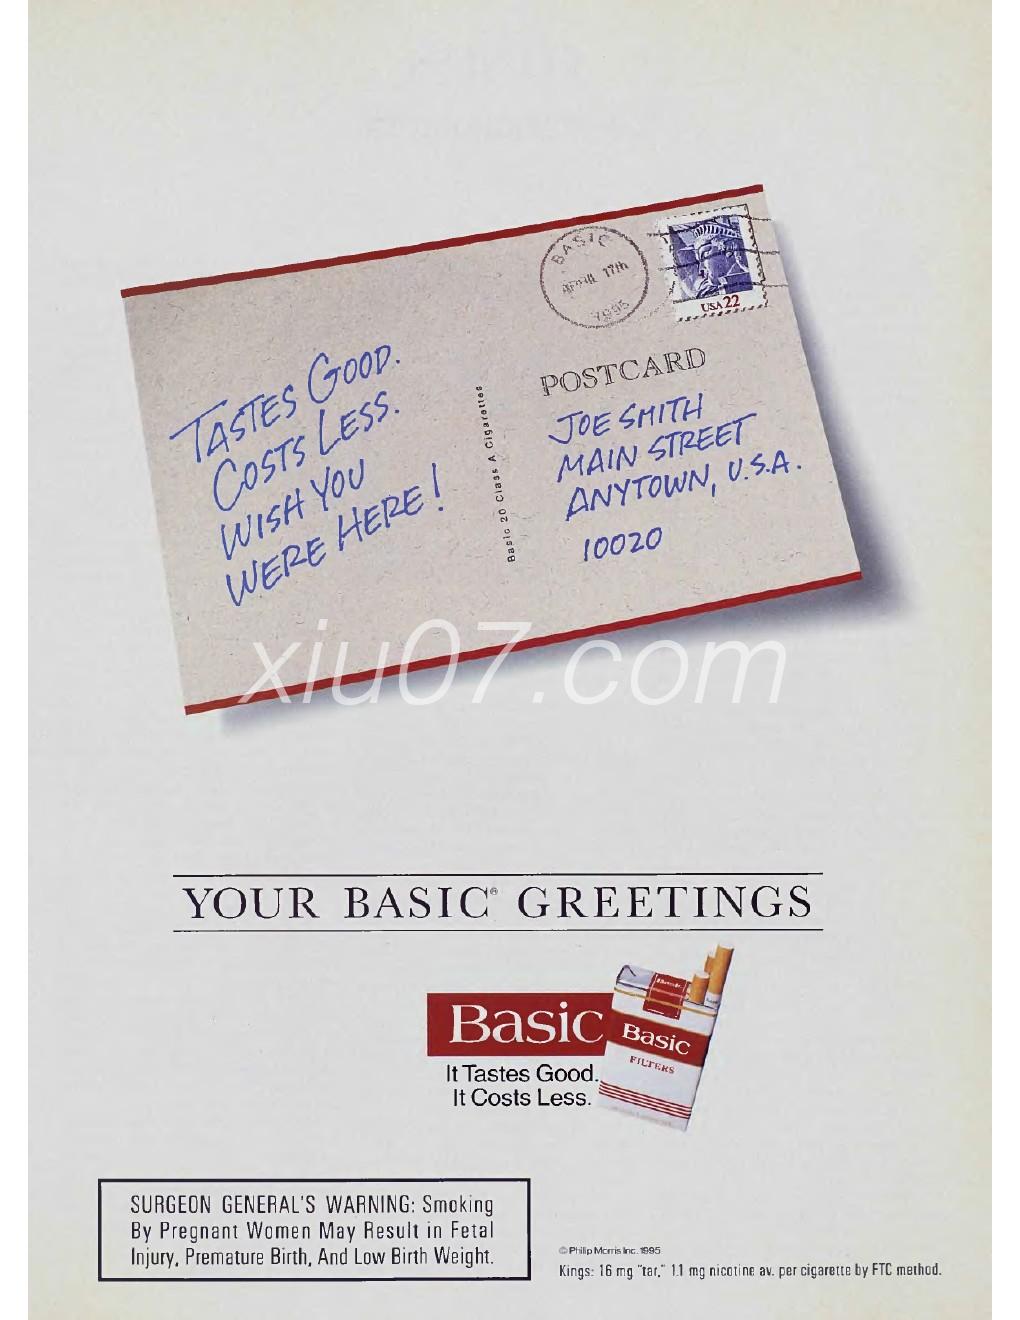 BASIC
APRIL 17th
1995
USA 22
POSTCARD
TASTES GOOD.
COSTS LESS.
WISH YOU
WERE HERE!
Basic 20 Class A Cigarettes
JOE SMITH
MAIN STREET
ANYTOWN, U.S.A.
10020
xiu07.com
YOUR BASIC® GREETINGS
Basic
It Tastes Good.
It Costs Less.
Basic
FILTERS
SURGEON GENERAL'S WARNING: Smoking
By Pregnant Women May Result in Fetal
Injury, Premature Birth, And Low Birth Weight.
© Philip Morris Inc. 1995
Kings: 16 mg "tar," 1.1 mg nicotine av. per cigarette by FTC method.